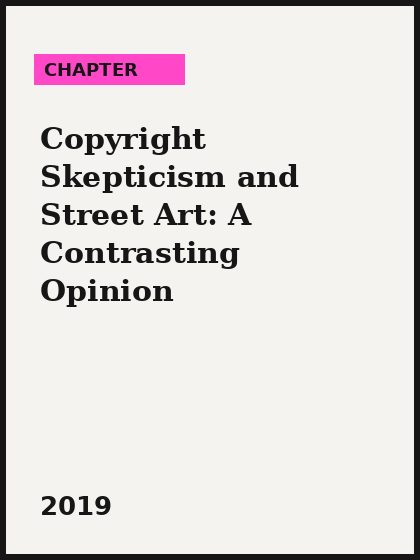 CHAPTER
Copyright
Skepticism and
Street Art: A
Contrasting
Opinion
2019